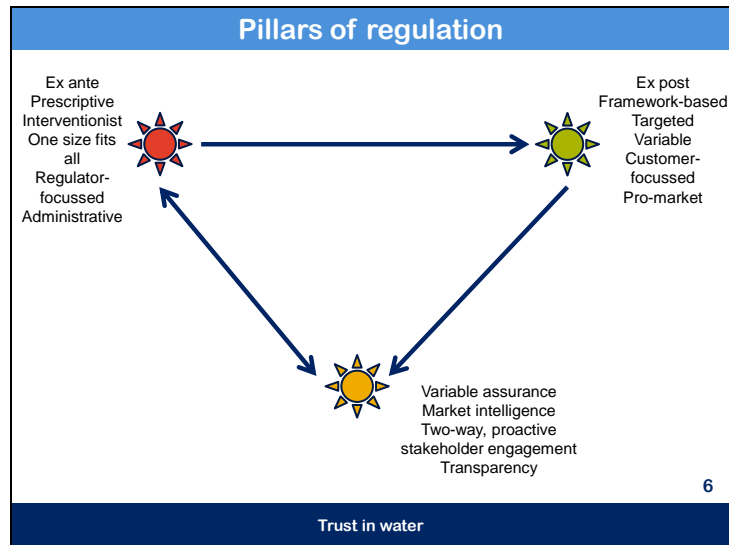 Pillars of regulation
Ex ante
Prescriptive
Interventionist
One size fits
all
Regulator-
focussed
Administrative
Ex post
Framework-based
Targeted
Variable
Customer-
focussed
Pro-market
Variable assurance
Market intelligence
Two-way, proactive
stakeholder engagement
Transparency
6
Trust in water